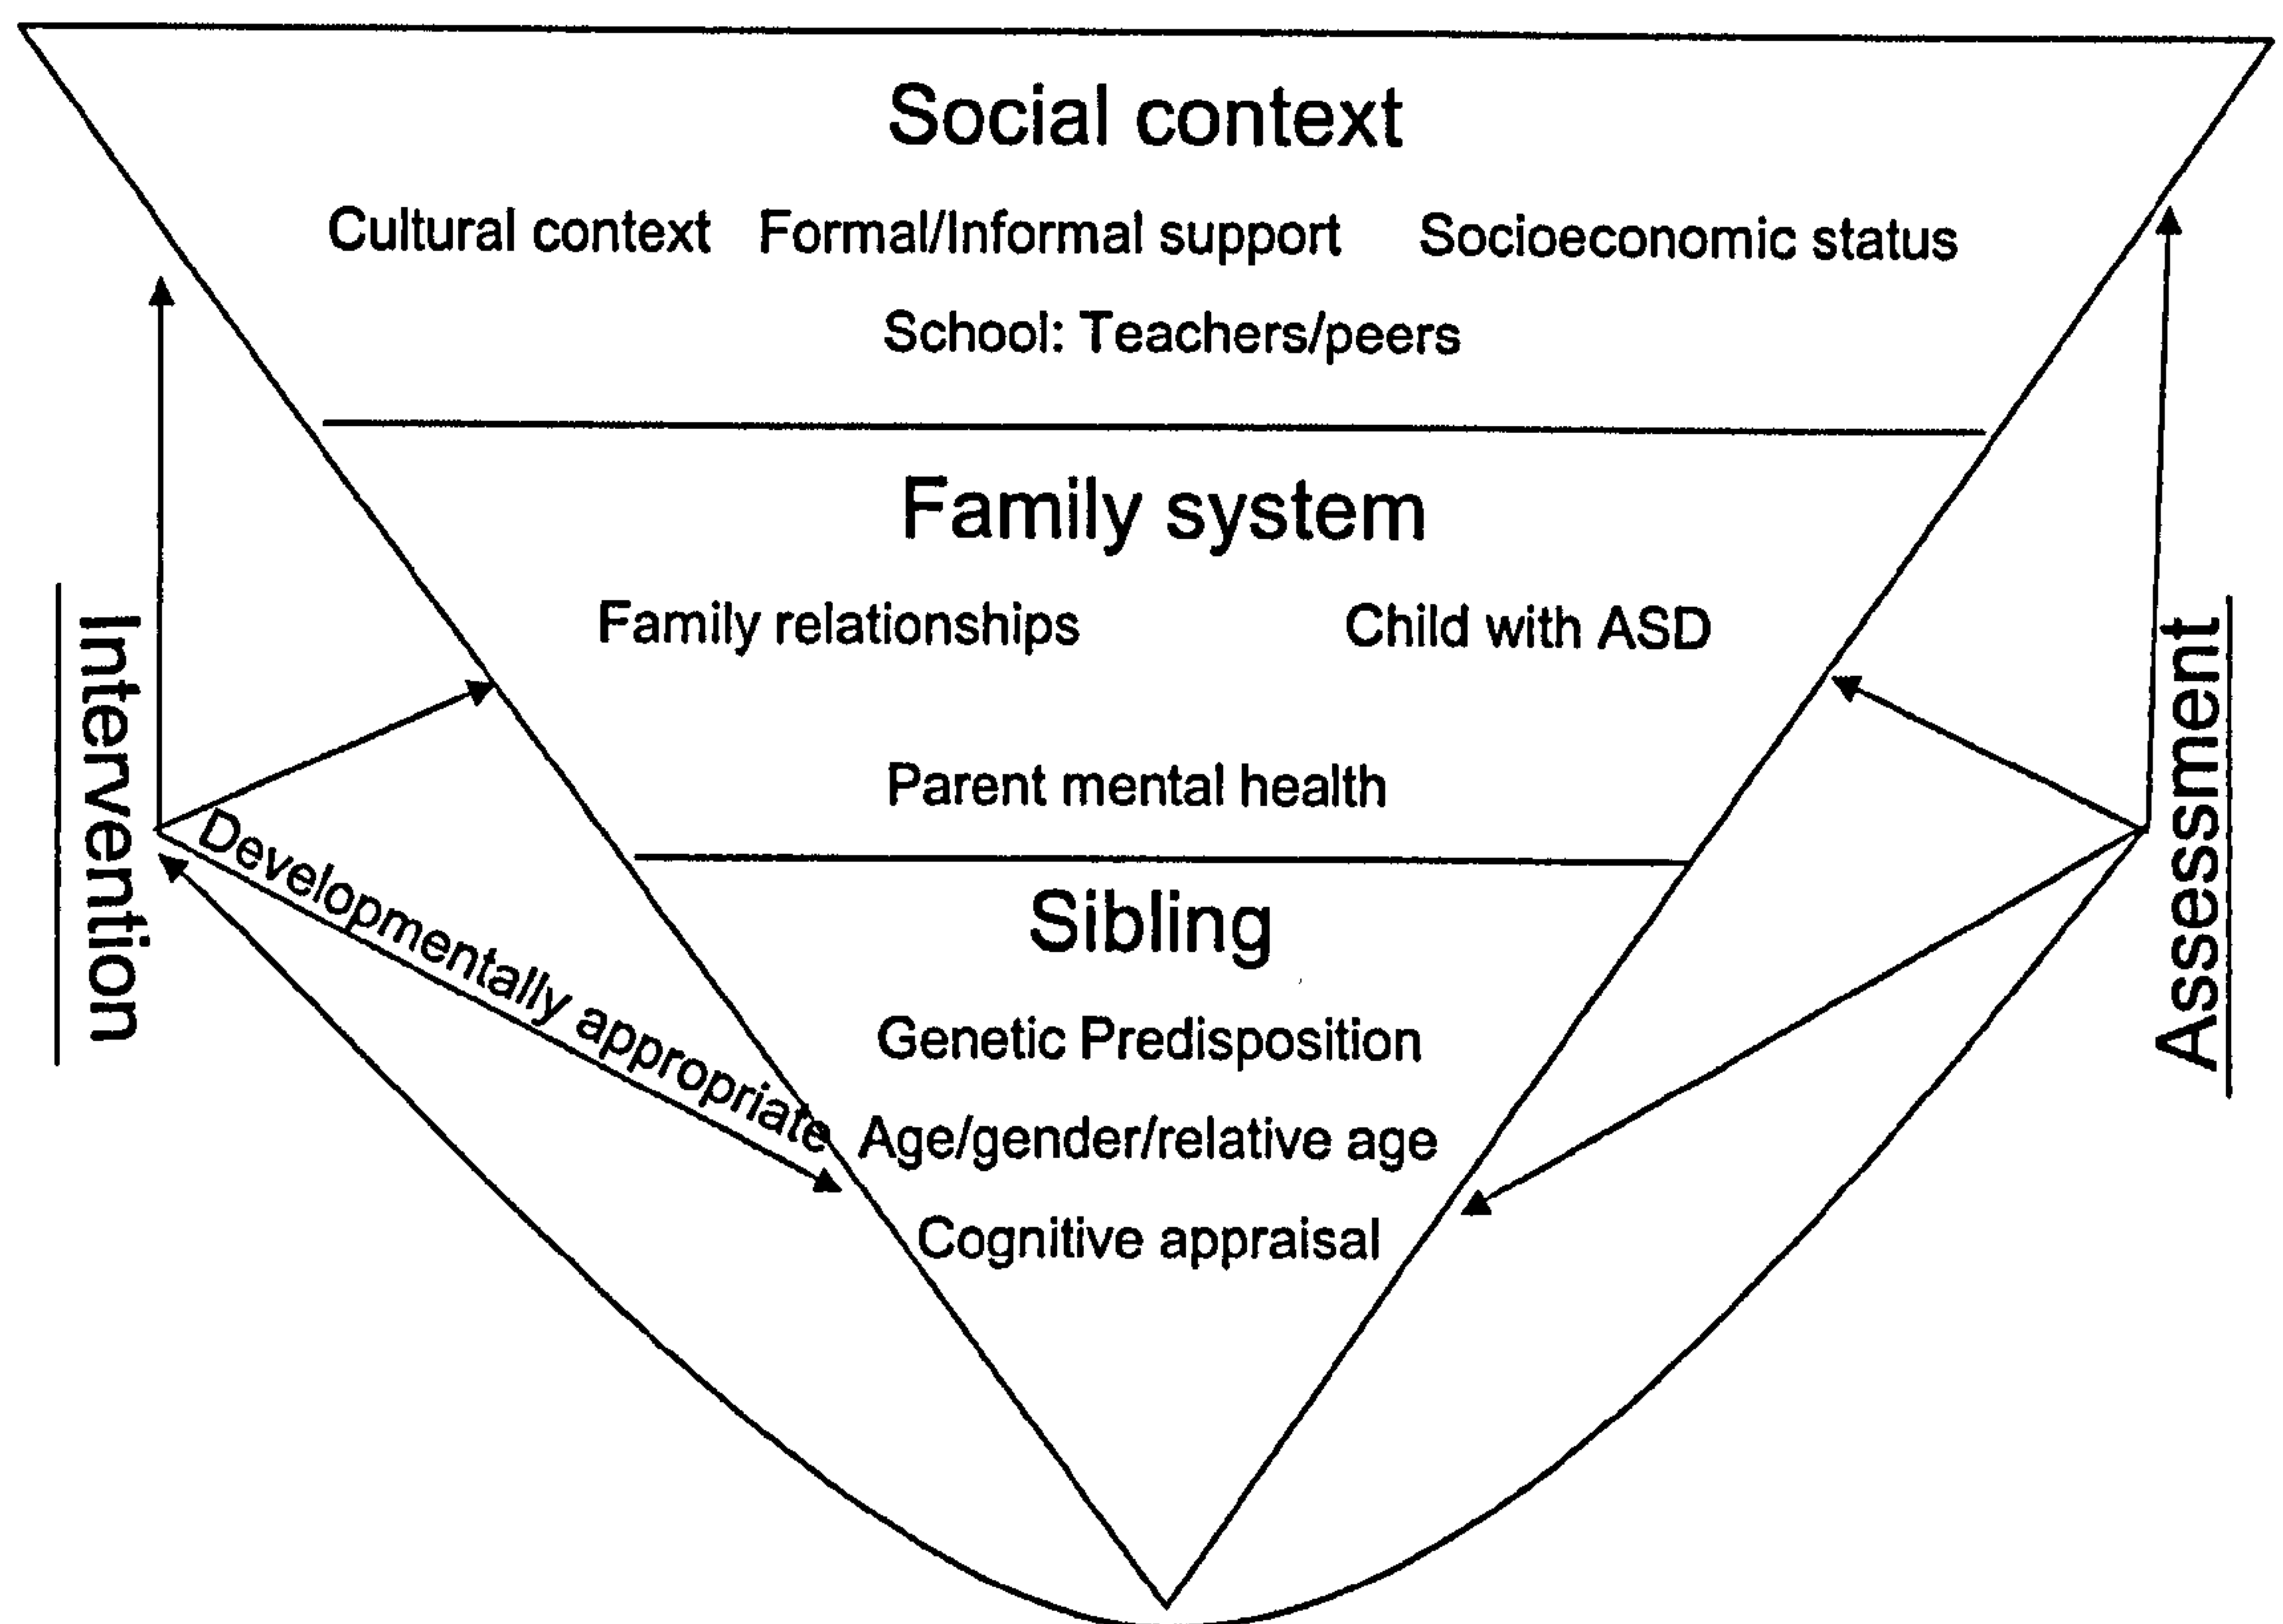 Social context
Cultural context Formal/Informal support Socioeconomic status
School: Teachers/peers
Family system
Family relationships Child with ASD
Parent mental health
Sibling
Genetic Predisposition
Age/gender/relative age
Cognitive appraisal
Intervention
Developmentally appropriate
Assessment